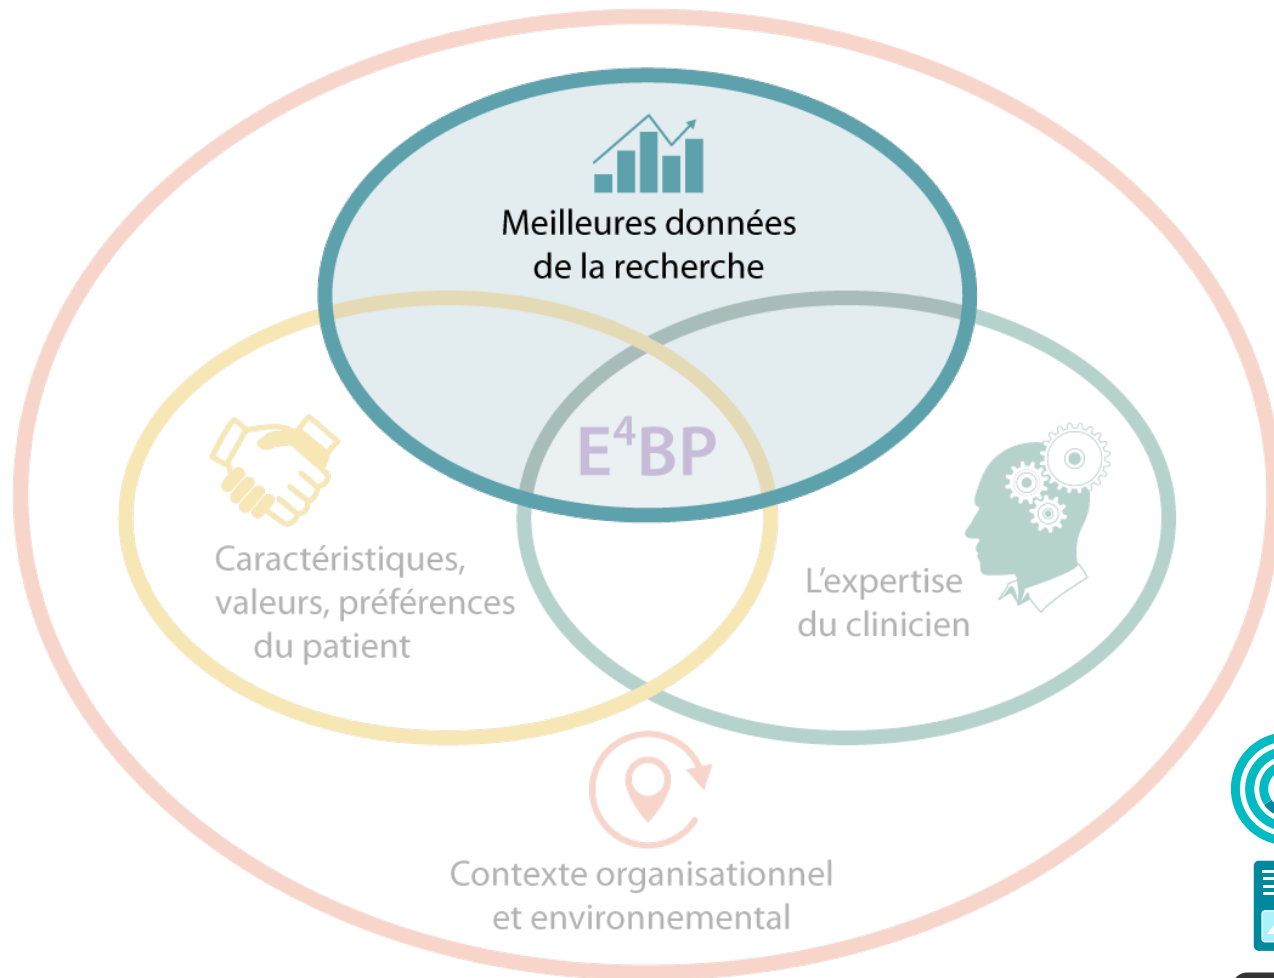 Meilleures données
de la recherche
E⁴BP
Caractéristiques,
valeurs, préférences
du patient
L’expertise
du clinicien
Contexte organisationnel
et environnemental